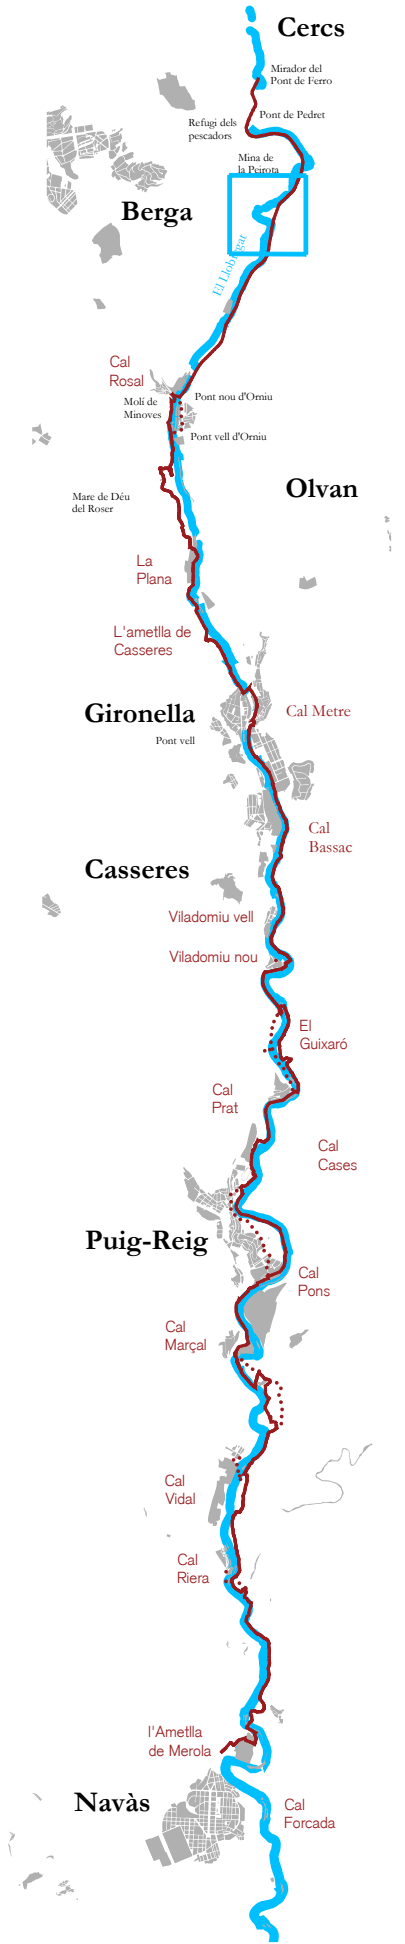 Cercs
Mirador del
Pont de Ferro
Pont de Pedret
Refugi dels
pescadors
Mina de
la Peirota
Berga
El Llobregat
Cal
Rosal
Molí de
Minoves
Pont nou d'Orniu
Pont vell d'Orniu
Olvan
Mare de Déu
del Roser
La
Plana
L'ametlla de
Casseres
Gironella
Cal Metre
Pont vell
Cal
Bassac
Casseres
Viladomiu vell
Viladomiu nou
El
Guixaró
Cal
Prat
Cal
Cases
Puig-Reig
Cal
Pons
Cal
Marçal
Cal
Vidal
Cal
Riera
l'Ametlla
de Merola
Navàs
Cal
Forcada